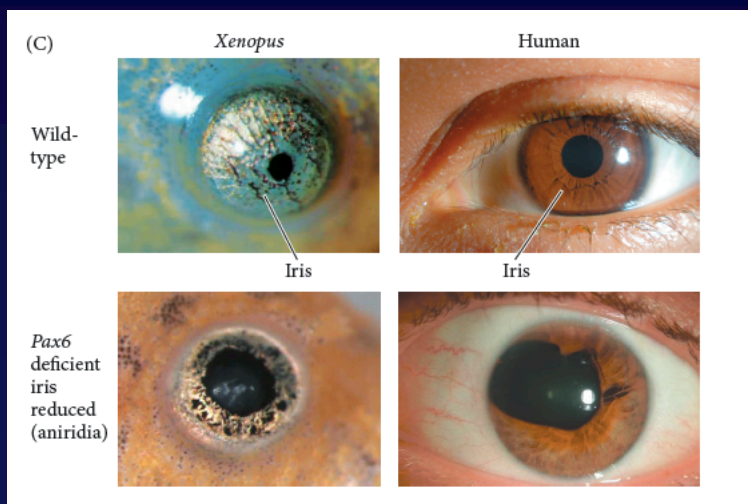 (C)
Xenopus
Human
Wild-
type
Iris
Iris
Pax6
deficient
iris
reduced
(aniridia)